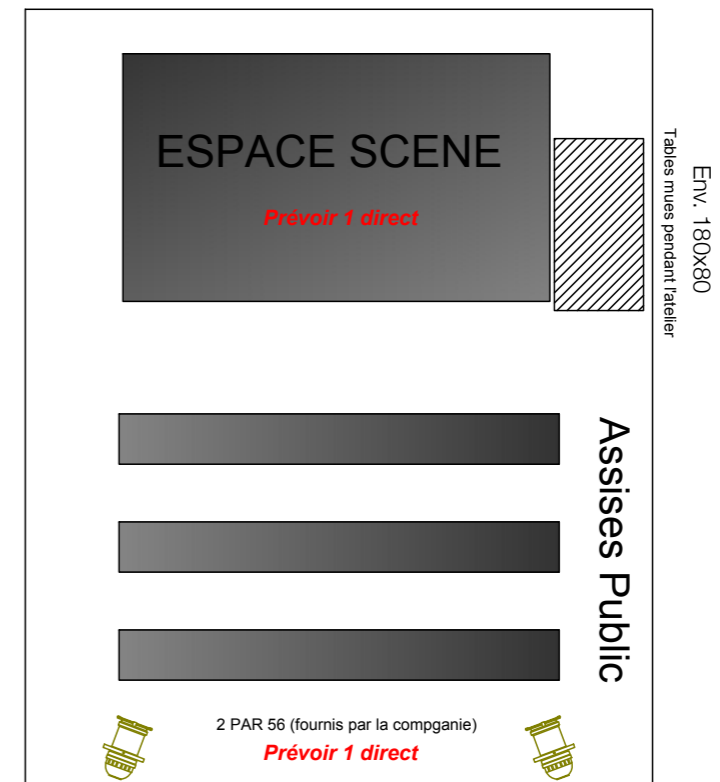 ESPACE SCENE
Prévoir 1 direct
Env. 180x80
Tables mues pendant l'atelier
Assises Public
2 PAR 56 (fournis par la compganie)
Prévoir 1 direct